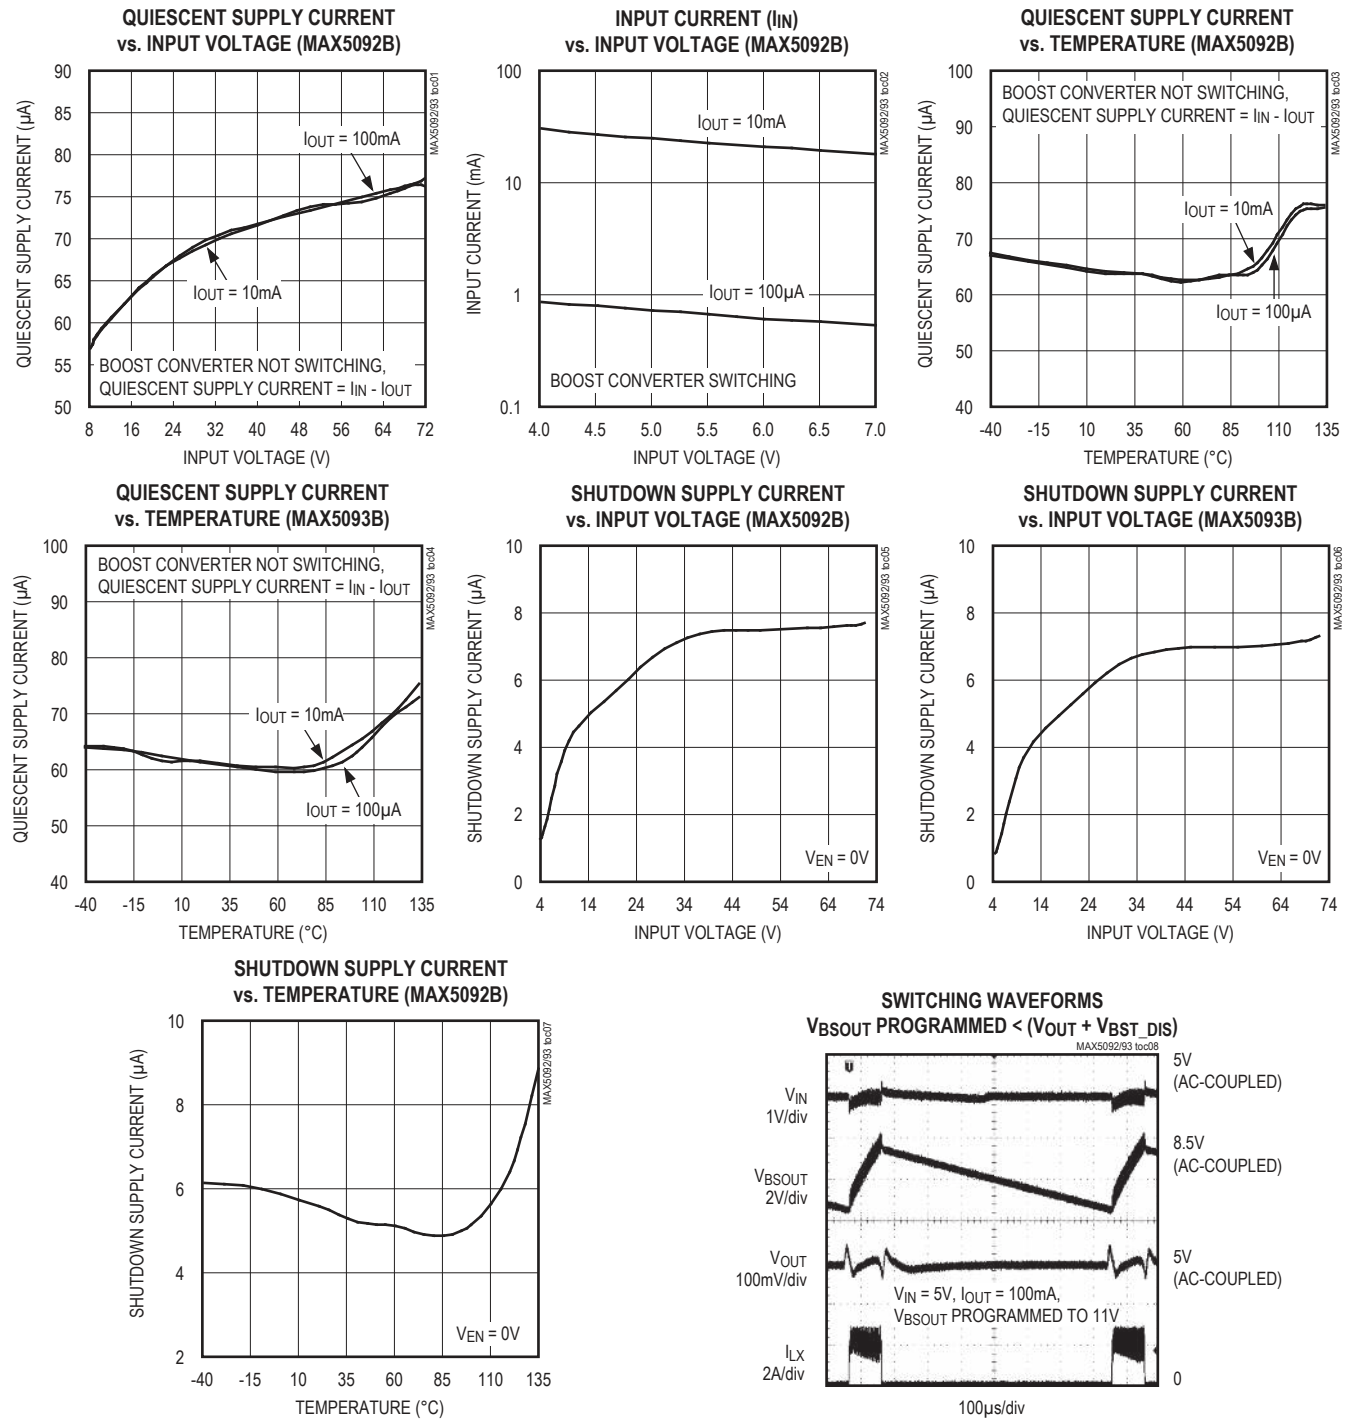 QUIESCENT SUPPLY CURRENT
vs. INPUT VOLTAGE (MAX5092B)
MAX5092/93 toc01
QUIESCENT SUPPLY CURRENT (µA)
90
85
80
75
70
65
60
55
50
IOUT = 100mA
IOUT = 10mA
BOOST CONVERTER NOT SWITCHING,
QUIESCENT SUPPLY CURRENT = IIN - IOUT
8 16 24 32 40 48 56 64 72
INPUT VOLTAGE (V)
INPUT CURRENT (IIN)
vs. INPUT VOLTAGE (MAX5092B)
MAX5092/93 toc02
INPUT CURRENT (mA)
100
10
1
0.1
IOUT = 10mA
IOUT = 100µA
BOOST CONVERTER SWITCHING
4.0 4.5 5.0 5.5 6.0 6.5 7.0
INPUT VOLTAGE (V)
QUIESCENT SUPPLY CURRENT
vs. TEMPERATURE (MAX5092B)
MAX5092/93 toc03
QUIESCENT SUPPLY CURRENT (µA)
100
90
80
70
60
50
40
BOOST CONVERTER NOT SWITCHING,
QUIESCENT SUPPLY CURRENT = IIN - IOUT
IOUT = 10mA
IOUT = 100µA
-40 -15 10 35 60 85 110 135
TEMPERATURE (°C)
QUIESCENT SUPPLY CURRENT
vs. TEMPERATURE (MAX5093B)
MAX5092/93 toc04
QUIESCENT SUPPLY CURRENT (µA)
100
90
80
70
60
50
40
BOOST CONVERTER NOT SWITCHING,
QUIESCENT SUPPLY CURRENT = IIN - IOUT
IOUT = 10mA
IOUT = 100µA
-40 -15 10 35 60 85 110 135
TEMPERATURE (°C)
SHUTDOWN SUPPLY CURRENT
vs. INPUT VOLTAGE (MAX5092B)
MAX5092/93 toc05
SHUTDOWN SUPPLY CURRENT (µA)
10
8
6
4
2
0
VEN = 0V
4 14 24 34 44 54 64 74
INPUT VOLTAGE (V)
SHUTDOWN SUPPLY CURRENT
vs. INPUT VOLTAGE (MAX5093B)
MAX5092/93 toc06
SHUTDOWN SUPPLY CURRENT (µA)
10
8
6
4
2
0
VEN = 0V
4 14 24 34 44 54 64 74
INPUT VOLTAGE (V)
SHUTDOWN SUPPLY CURRENT
vs. TEMPERATURE (MAX5092B)
MAX5092/93 toc07
SHUTDOWN SUPPLY CURRENT (µA)
10
8
6
4
2
VEN = 0V
-40 -15 10 35 60 85 110 135
TEMPERATURE (°C)
SWITCHING WAVEFORMS
VBSOUT PROGRAMMED < (VOUT + VBST_DIS)
MAX5092/93 toc08
VIN
1V/div
5V
(AC-COUPLED)
VBSOUT
2V/div
8.5V
(AC-COUPLED)
VOUT
100mV/div
5V
(AC-COUPLED)
VIN = 5V, IOUT = 100mA,
VBSOUT PROGRAMMED TO 11V
ILX
2A/div
0
100µs/div